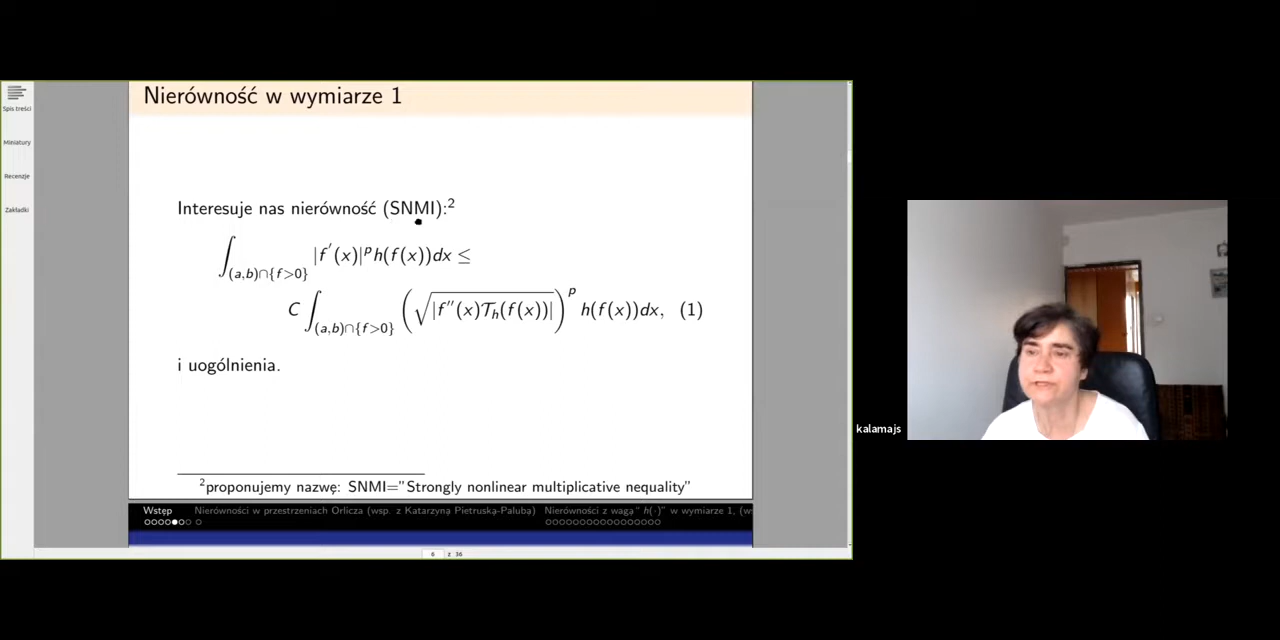 Nierówność w wymiarze 1
Spis treści
Miniatury
Recenzje
Zakładki
Interesuje nas nierówność (SNMI):²
∫_{(a,b)∩{f>0}} |f′(x)|^p h(f(x))dx ≤
C ∫_{(a,b)∩{f>0}} (√|f″(x)𝒯_h(f(x))|)^p h(f(x))dx, (1)
i uogólnienia.
²proponujemy nazwę: SNMI="Strongly nonlinear multiplicative nequality"
Wstęp Nierówności w przestrzeniach Orlicza (wsp. z Katarzyną Pietruską-Pałubą) Nierówności z wagą " h(·)" w wymiarze 1, (w
6 z 36
kalamajs